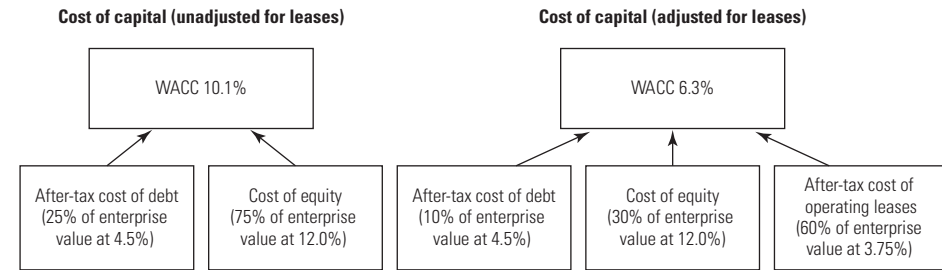 Cost of capital (unadjusted for leases)
WACC 10.1%
After-tax cost of debt
(25% of enterprise
value at 4.5%)
Cost of equity
(75% of enterprise
value at 12.0%)
Cost of capital (adjusted for leases)
WACC 6.3%
After-tax cost of debt
(10% of enterprise
value at 4.5%)
Cost of equity
(30% of enterprise
value at 12.0%)
After-tax cost of
operating leases
(60% of enterprise
value at 3.75%)